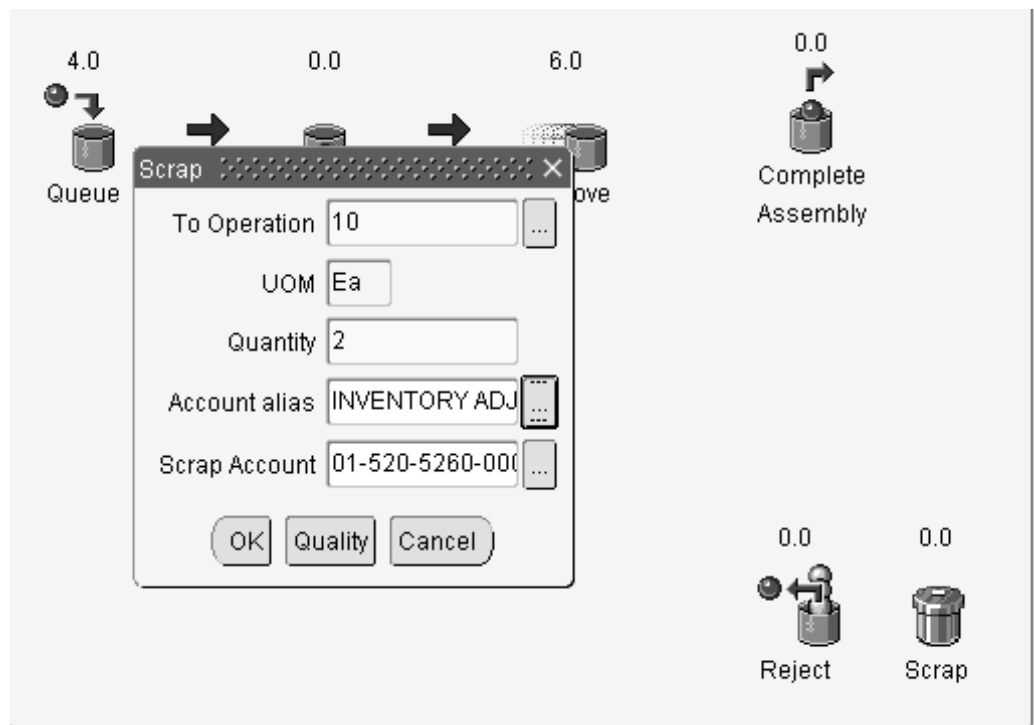 4.0 0.0 6.0 0.0
Queue
Complete
Assembly
Scrap
ove
To Operation 10 ...
UOM Ea
Quantity 2
Account alias INVENTORY ADJ ...
Scrap Account 01-520-5260-00( ...
OK Quality Cancel
0.0 0.0
Reject Scrap